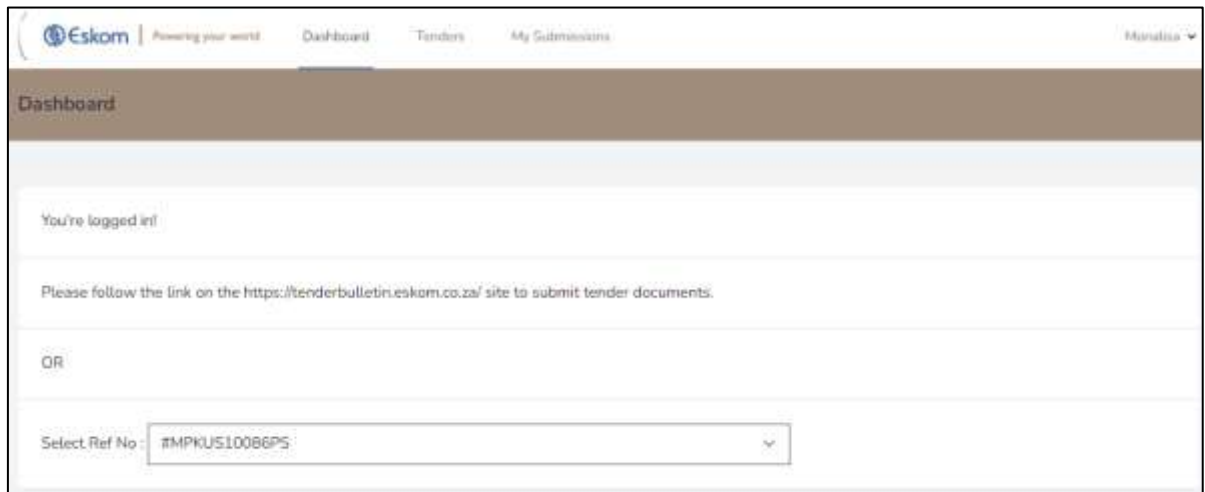 Eskom | Powering your world Dashboard Tenders My Submissions Monalisa
Dashboard
You're logged in!
Please follow the link on the https://tenderbulletin.eskom.co.za/ site to submit tender documents.
OR
Select Ref No : #MPKUS10086PS